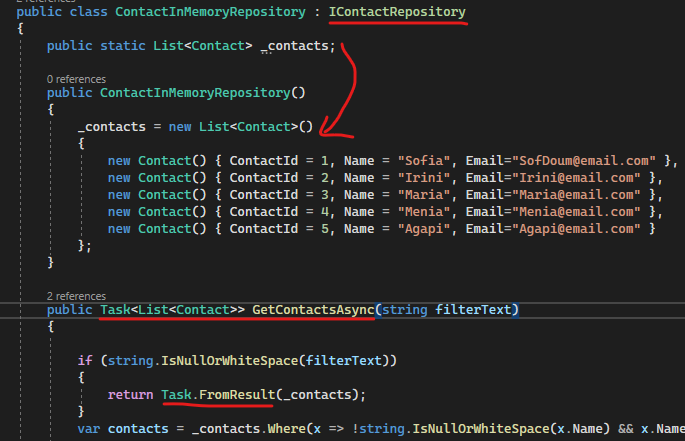 2 references
public class ContactInMemoryRepository : IContactRepository
{
public static List<Contact> _contacts;
0 references
public ContactInMemoryRepository()
{
_contacts = new List<Contact>()
{
new Contact() { ContactId = 1, Name = "Sofia", Email="SofDoum@email.com" },
new Contact() { ContactId = 2, Name = "Irini", Email="Irini@email.com" },
new Contact() { ContactId = 3, Name = "Maria", Email="Maria@email.com" },
new Contact() { ContactId = 4, Name = "Menia", Email="Menia@email.com" },
new Contact() { ContactId = 5, Name = "Agapi", Email="Agapi@email.com" }
};
}
2 references
public Task<List<Contact>> GetContactsAsync(string filterText)
{
if (string.IsNullOrWhiteSpace(filterText))
{
return Task.FromResult(_contacts);
}
var contacts = _contacts.Where(x => !string.IsNullOrWhiteSpace(x.Name) && x.Name